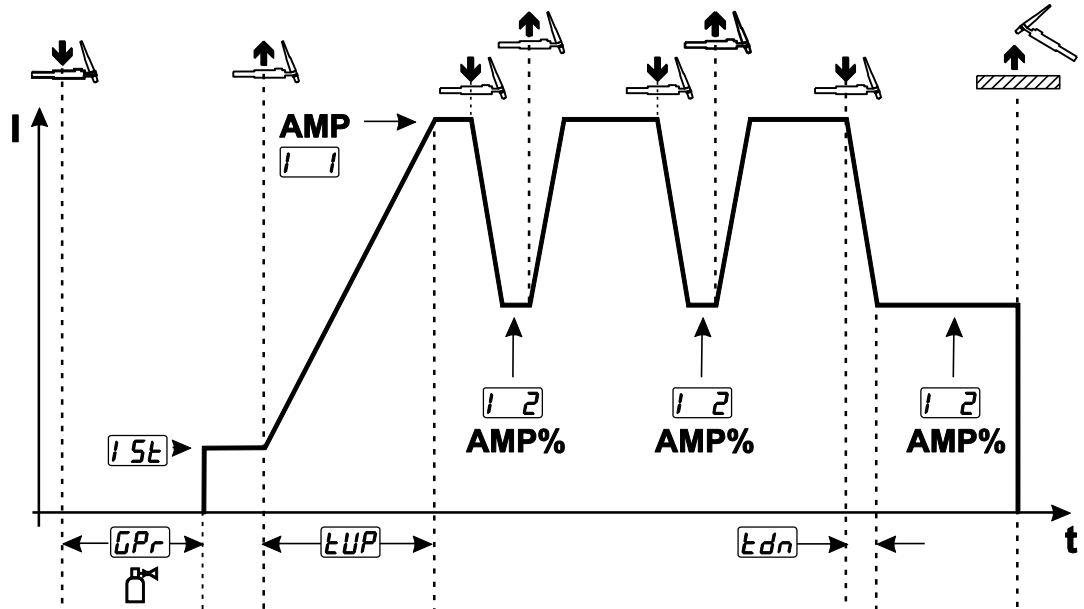 I
AMP
I 1
I 2
AMP%
I 2
AMP%
I 2
AMP%
I St
GPr
tUP
tdn
t